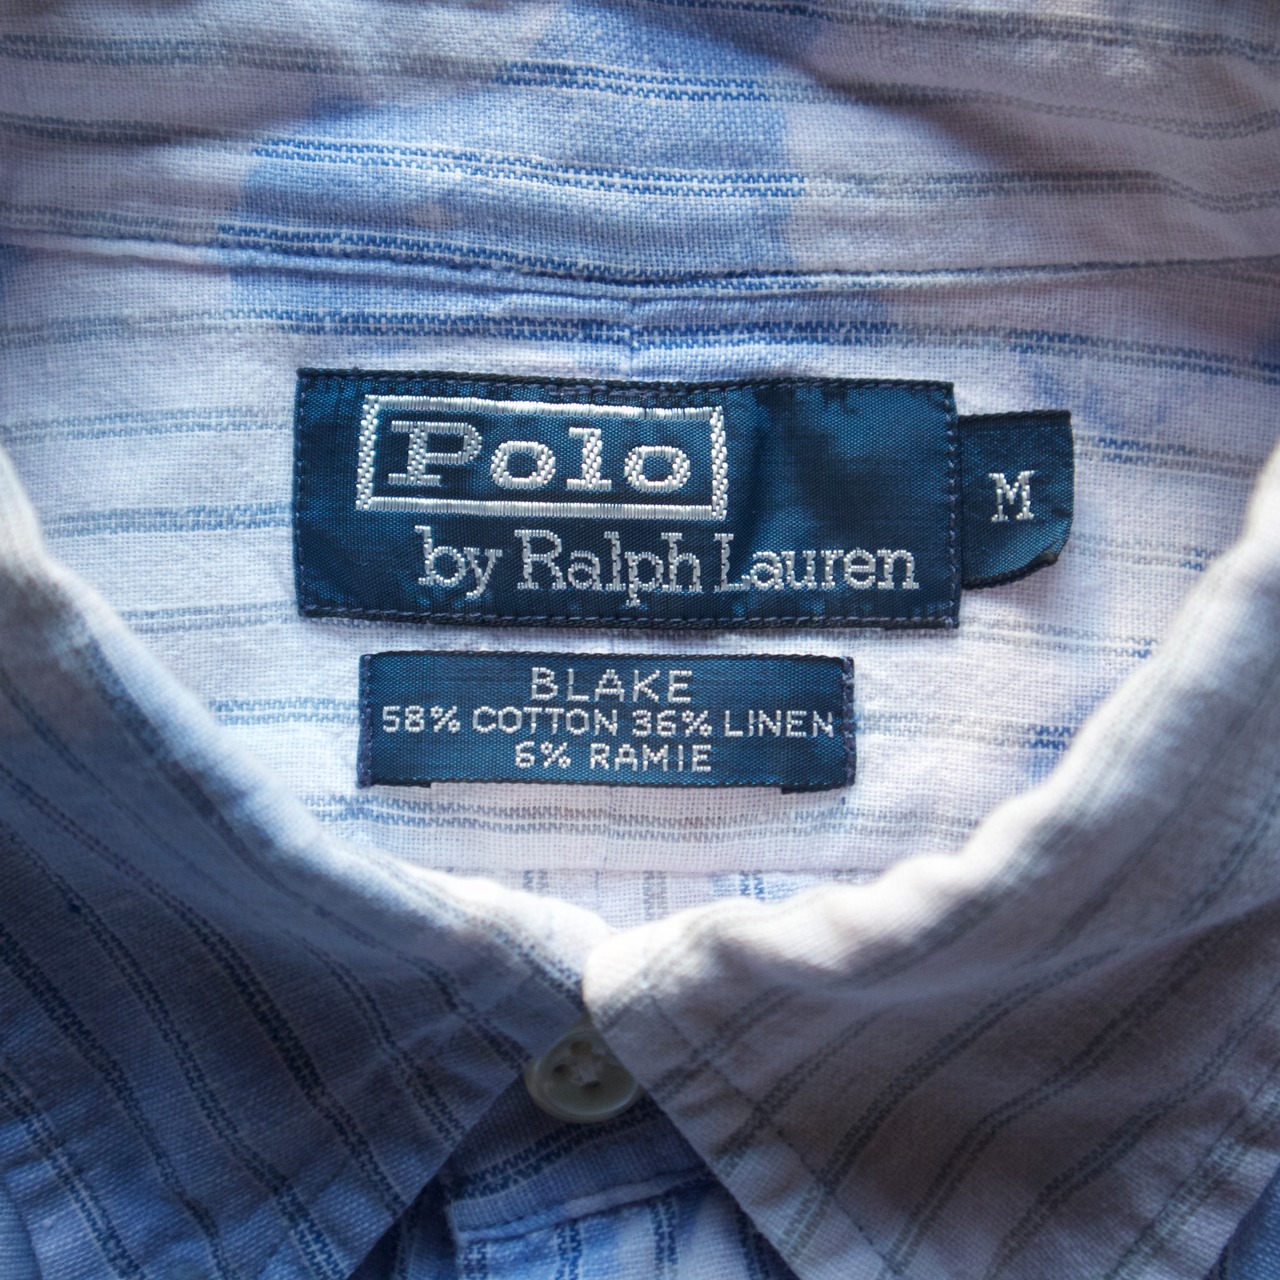 Polo
by Ralph Lauren
M
BLAKE
58% COTTON 36% LINEN
6% RAMIE